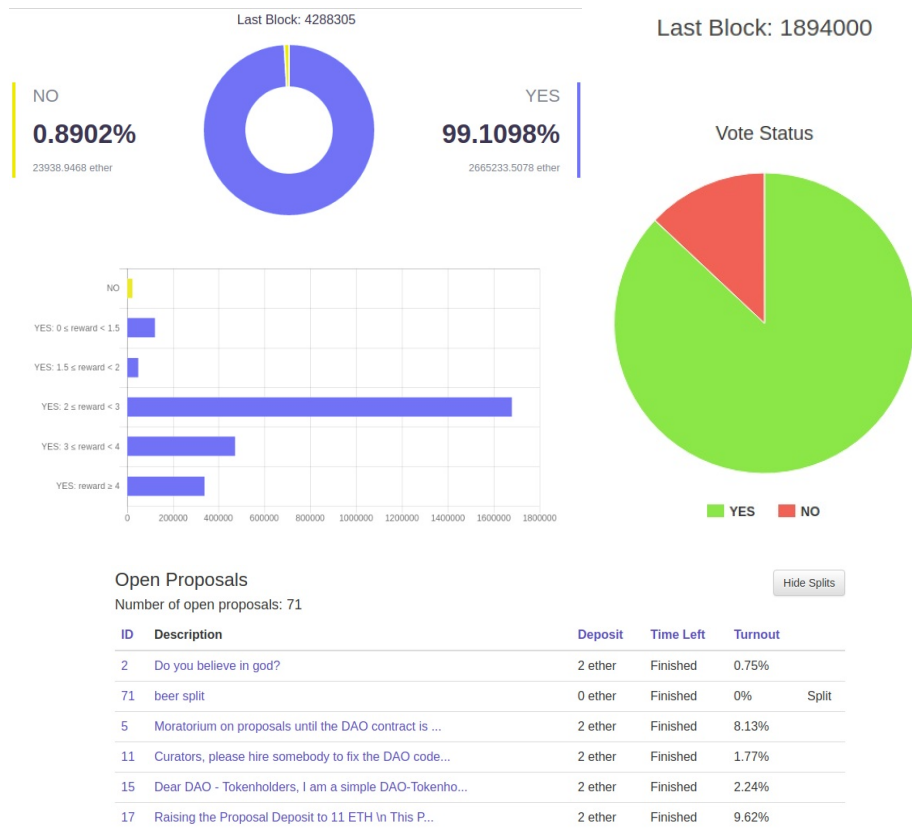 Last Block: 4288305
NO
0.8902%
23938.9468 ether
YES
99.1098%
2665233.5078 ether
NO
YES: 0 ≤ reward < 1.5
YES: 1.5 ≤ reward < 2
YES: 2 ≤ reward < 3
YES: 3 ≤ reward < 4
YES: reward ≥ 4
0 200000 400000 600000 800000 1000000 1200000 1400000 1600000 1800000
Last Block: 1894000
Vote Status
YES NO
Open Proposals
Hide Splits
Number of open proposals: 71
ID Description Deposit Time Left Turnout
2 Do you believe in god? 2 ether Finished 0.75%
71 beer split 0 ether Finished 0% Split
5 Moratorium on proposals until the DAO contract is ... 2 ether Finished 8.13%
11 Curators, please hire somebody to fix the DAO code... 2 ether Finished 1.77%
15 Dear DAO - Tokenholders, I am a simple DAO-Tokenho... 2 ether Finished 2.24%
17 Raising the Proposal Deposit to 11 ETH \n This P... 2 ether Finished 9.62%